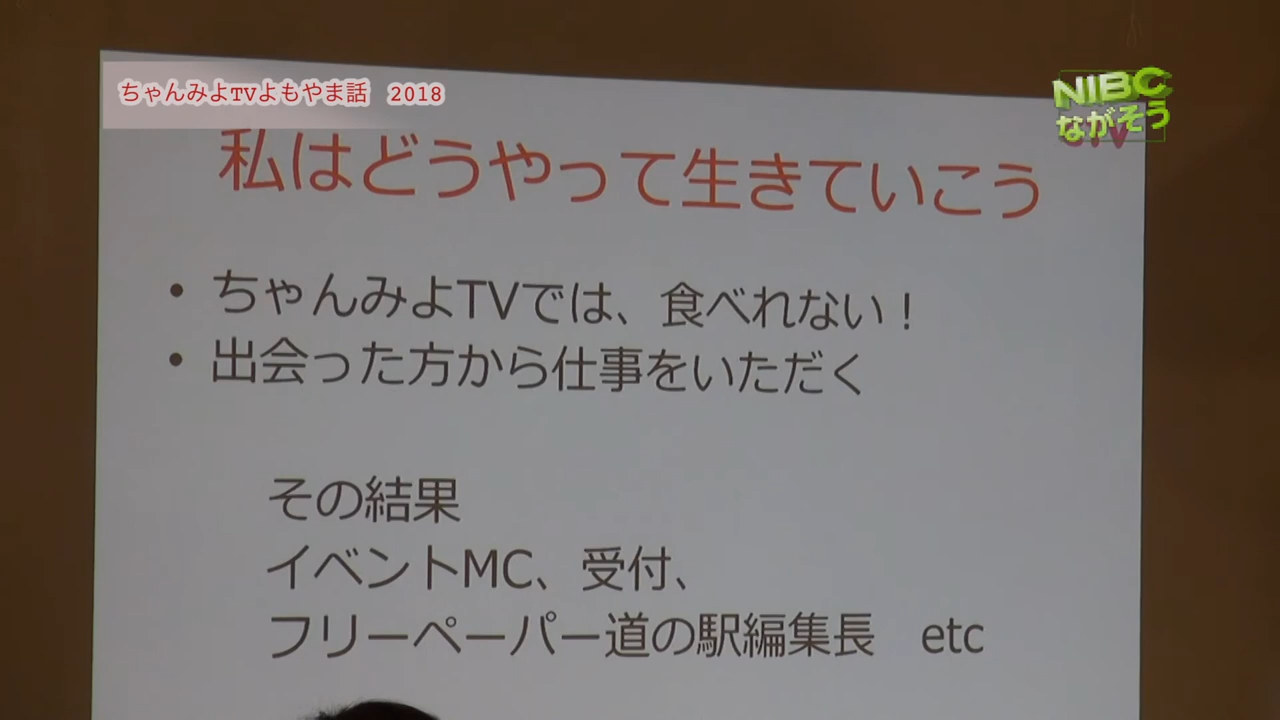 ちゃんみよTVよもやま話 2018
NIBC
ながそう
TV
私はどうやって生きていこう
• ちゃんみよTVでは、食べれない！
• 出会った方から仕事をいただく
その結果
イベントMC、受付、
フリーペーパー道の駅編集長 etc